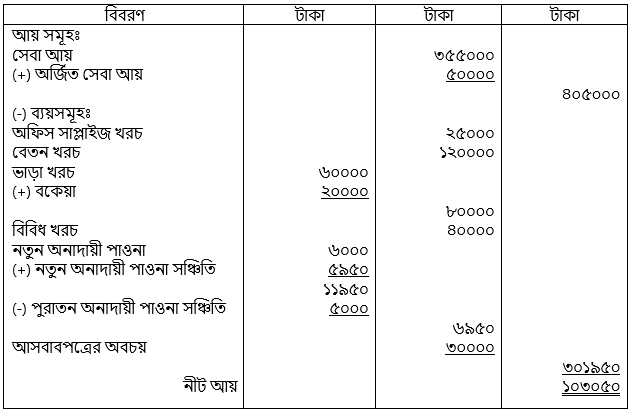 বিবরণ টাকা টাকা টাকা
আয় সমূহঃ
সেবা আয় ৩৫৫০০০
(+) অর্জিত সেবা আয় ৫০০০০
৪০৫০০০
(-) ব্যয়সমূহঃ
অফিস সাপ্লাইজ খরচ ২৫০০০
বেতন খরচ ১২০০০০
ভাড়া খরচ ৬০০০০
(+) বকেয়া ২০০০০
৮০০০০
বিবিধ খরচ ৪০০০০
নতুন অনাদায়ী পাওনা ৬০০০
(+) নতুন অনাদায়ী পাওনা সঞ্চিতি ৫৯৫০
১১৯৫০
(-) পুরাতন অনাদায়ী পাওনা সঞ্চিতি ৫০০০
৬৯৫০
আসবাবপত্রের অবচয় ৩০০০০
৩০১৯৫০
নীট আয় ১০৩০৫০